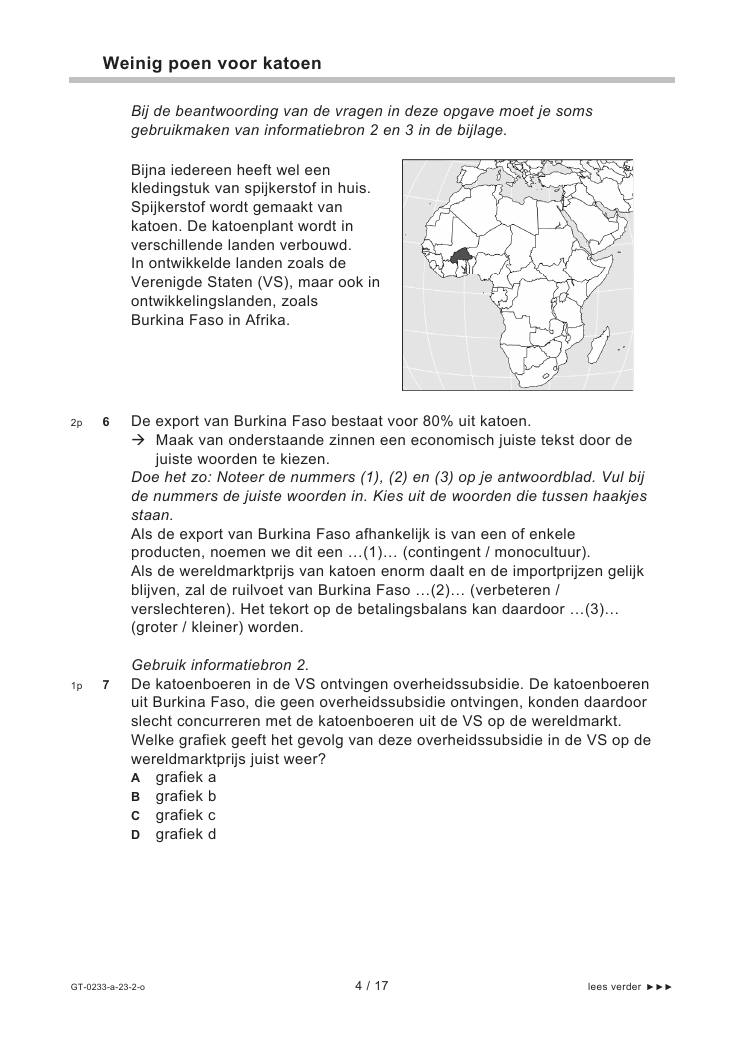 Weinig poen voor katoen
Bij de beantwoording van de vragen in deze opgave moet je soms
gebruikmaken van informatiebron 2 en 3 in de bijlage.
Bijna iedereen heeft wel een
kledingstuk van spijkerstof in huis.
Spijkerstof wordt gemaakt van
katoen. De katoenplant wordt in
verschillende landen verbouwd.
In ontwikkelde landen zoals de
Verenigde Staten (VS), maar ook in
ontwikkelingslanden, zoals
Burkina Faso in Afrika.
2p 6 De export van Burkina Faso bestaat voor 80% uit katoen.
→ Maak van onderstaande zinnen een economisch juiste tekst door de
juiste woorden te kiezen.
Doe het zo: Noteer de nummers (1), (2) en (3) op je antwoordblad. Vul bij
de nummers de juiste woorden in. Kies uit de woorden die tussen haakjes
staan.
Als de export van Burkina Faso afhankelijk is van een of enkele
producten, noemen we dit een …(1)… (contingent / monocultuur).
Als de wereldmarktprijs van katoen enorm daalt en de importprijzen gelijk
blijven, zal de ruilvoet van Burkina Faso …(2)… (verbeteren /
verslechteren). Het tekort op de betalingsbalans kan daardoor …(3)…
(groter / kleiner) worden.
Gebruik informatiebron 2.
1p 7 De katoenboeren in de VS ontvingen overheidssubsidie. De katoenboeren
uit Burkina Faso, die geen overheidssubsidie ontvingen, konden daardoor
slecht concurreren met de katoenboeren uit de VS op de wereldmarkt.
Welke grafiek geeft het gevolg van deze overheidssubsidie in de VS op de
wereldmarktprijs juist weer?
A grafiek a
B grafiek b
C grafiek c
D grafiek d
GT-0233-a-23-2-o 4 / 17 lees verder ►►►